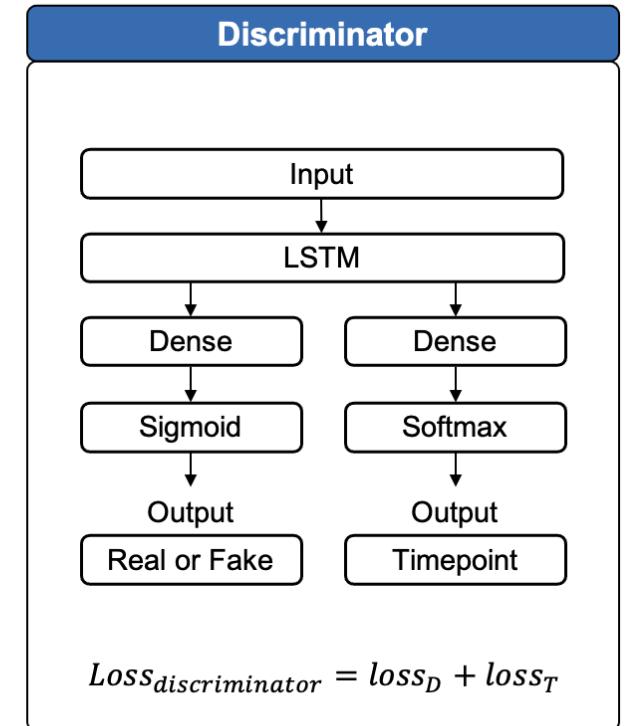 Discriminator
Input
LSTM
Dense Dense
Sigmoid Softmax
Output Output
Real or Fake Timepoint
Loss_discriminator = loss_D + loss_T